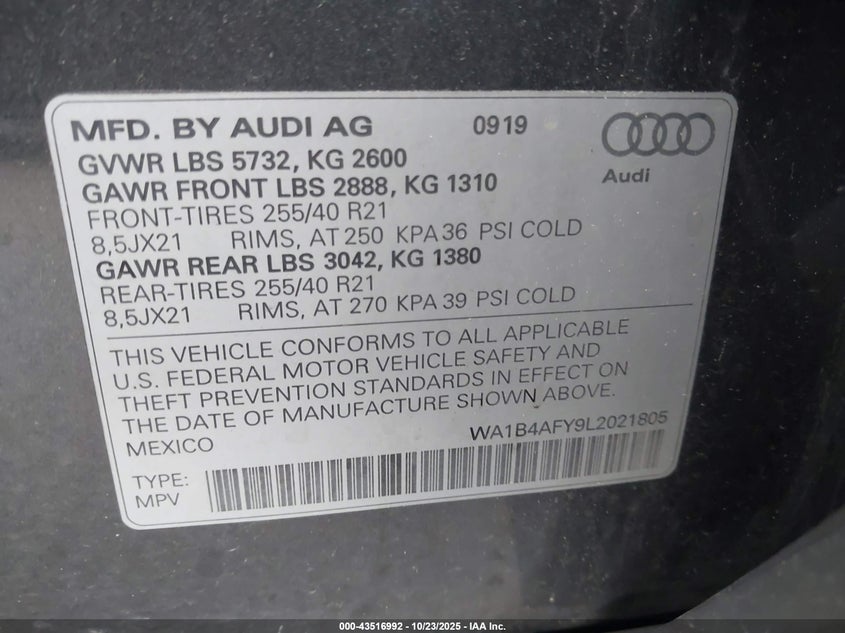 MFD. BY AUDI AG 0919
Audi
GVWR LBS 5732, KG 2600
GAWR FRONT LBS 2888, KG 1310
FRONT-TIRES 255/40 R21
8,5JX21 RIMS, AT 250 KPA 36 PSI COLD
GAWR REAR LBS 3042, KG 1380
REAR-TIRES 255/40 R21
8,5JX21 RIMS, AT 270 KPA 39 PSI COLD
THIS VEHICLE CONFORMS TO ALL APPLICABLE
U.S. FEDERAL MOTOR VEHICLE SAFETY AND
THEFT PREVENTION STANDARDS IN EFFECT ON
THE DATE OF MANUFACTURE SHOWN ABOVE.
MEXICO WA1B4AFY9L2021805
TYPE:
MPV
000-43516992 - 10/23/2025 - IAA Inc.